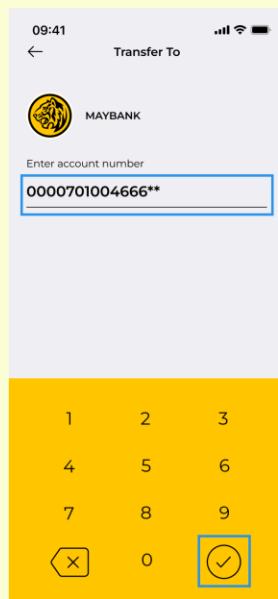 09:41
Transfer To
MAYBANK
Enter account number
0000701004666**
1 2 3
4 5 6
7 8 9
0